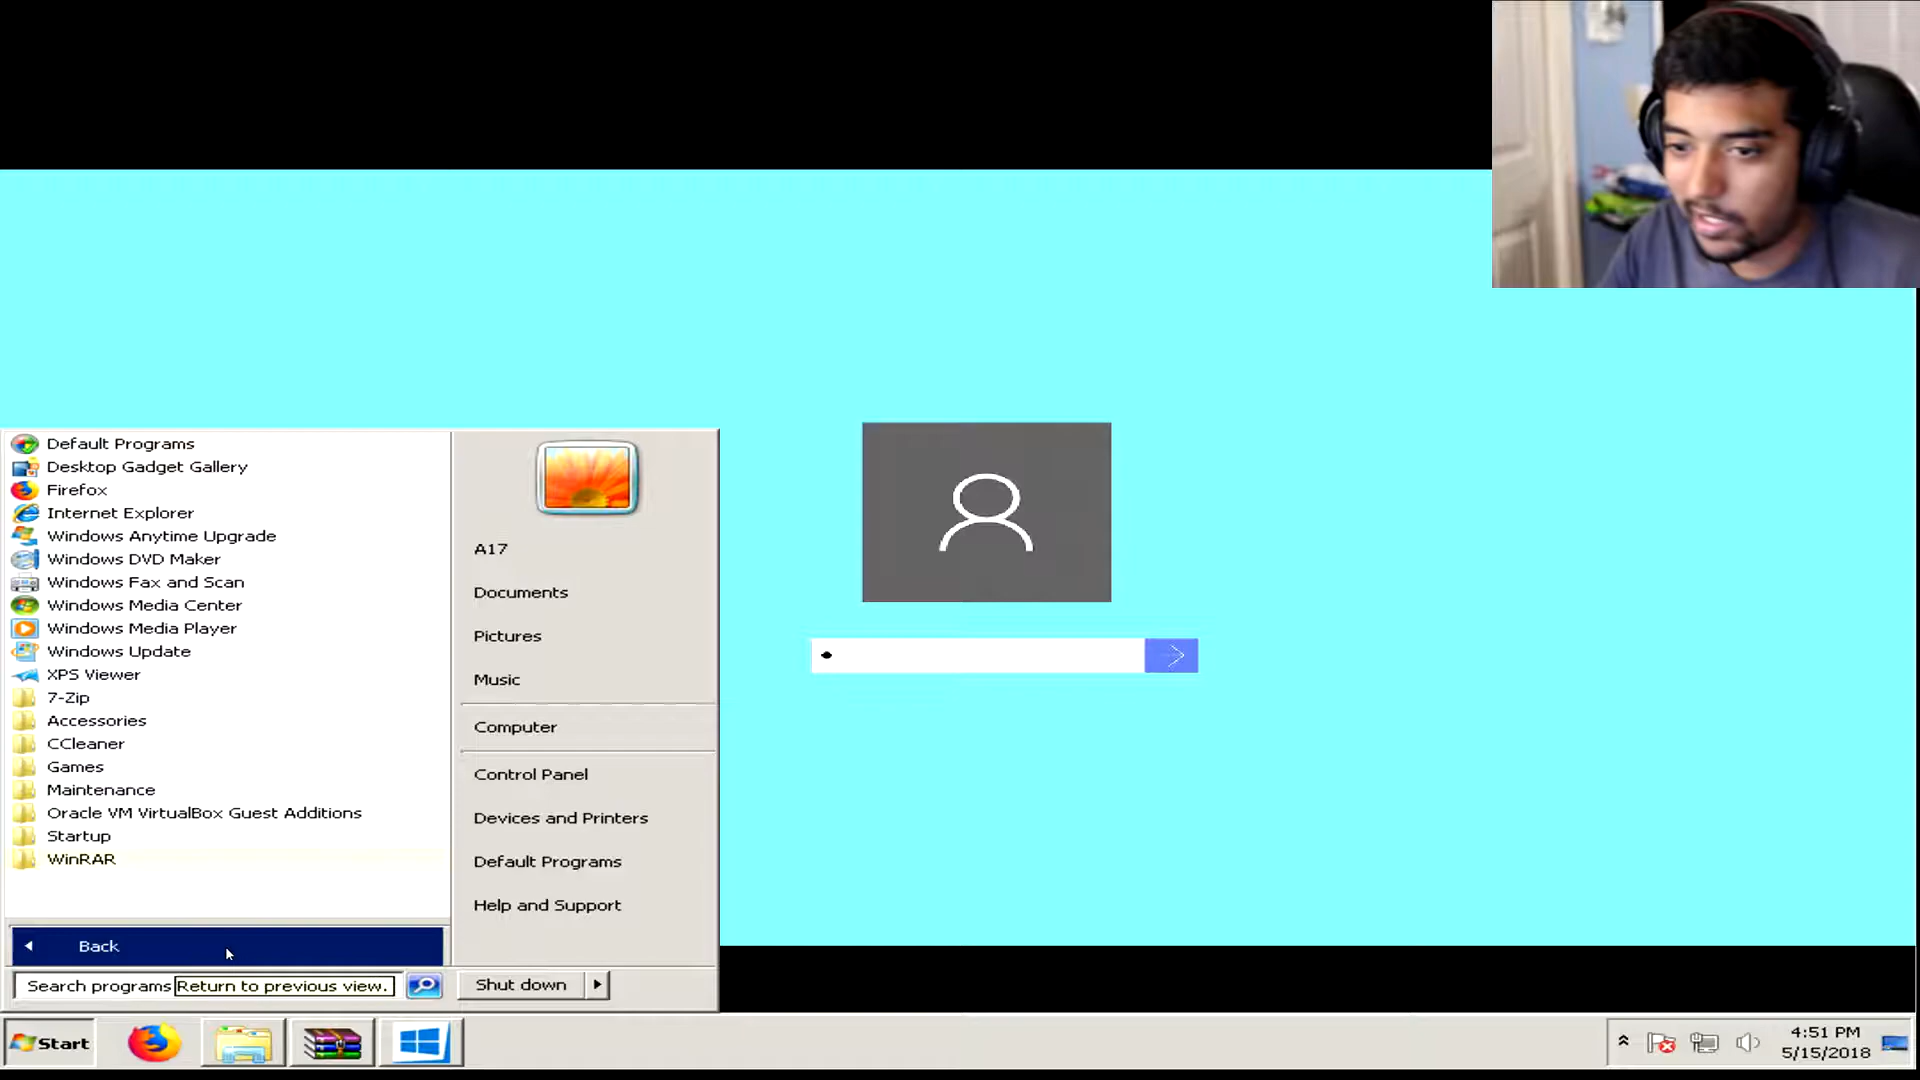 Default Programs
Desktop Gadget Gallery
Firefox
Internet Explorer
Windows Anytime Upgrade
Windows DVD Maker
Windows Fax and Scan
Windows Media Center
Windows Media Player
Windows Update
XPS Viewer
7-Zip
Accessories
CCleaner
Games
Maintenance
Oracle VM VirtualBox Guest Additions
Startup
WinRAR
Back
Search programs
Return to previous view.
A17
Documents
Pictures
Music
Computer
Control Panel
Devices and Printers
Default Programs
Help and Support
Shut down
Start
4:51 PM
5/15/2018